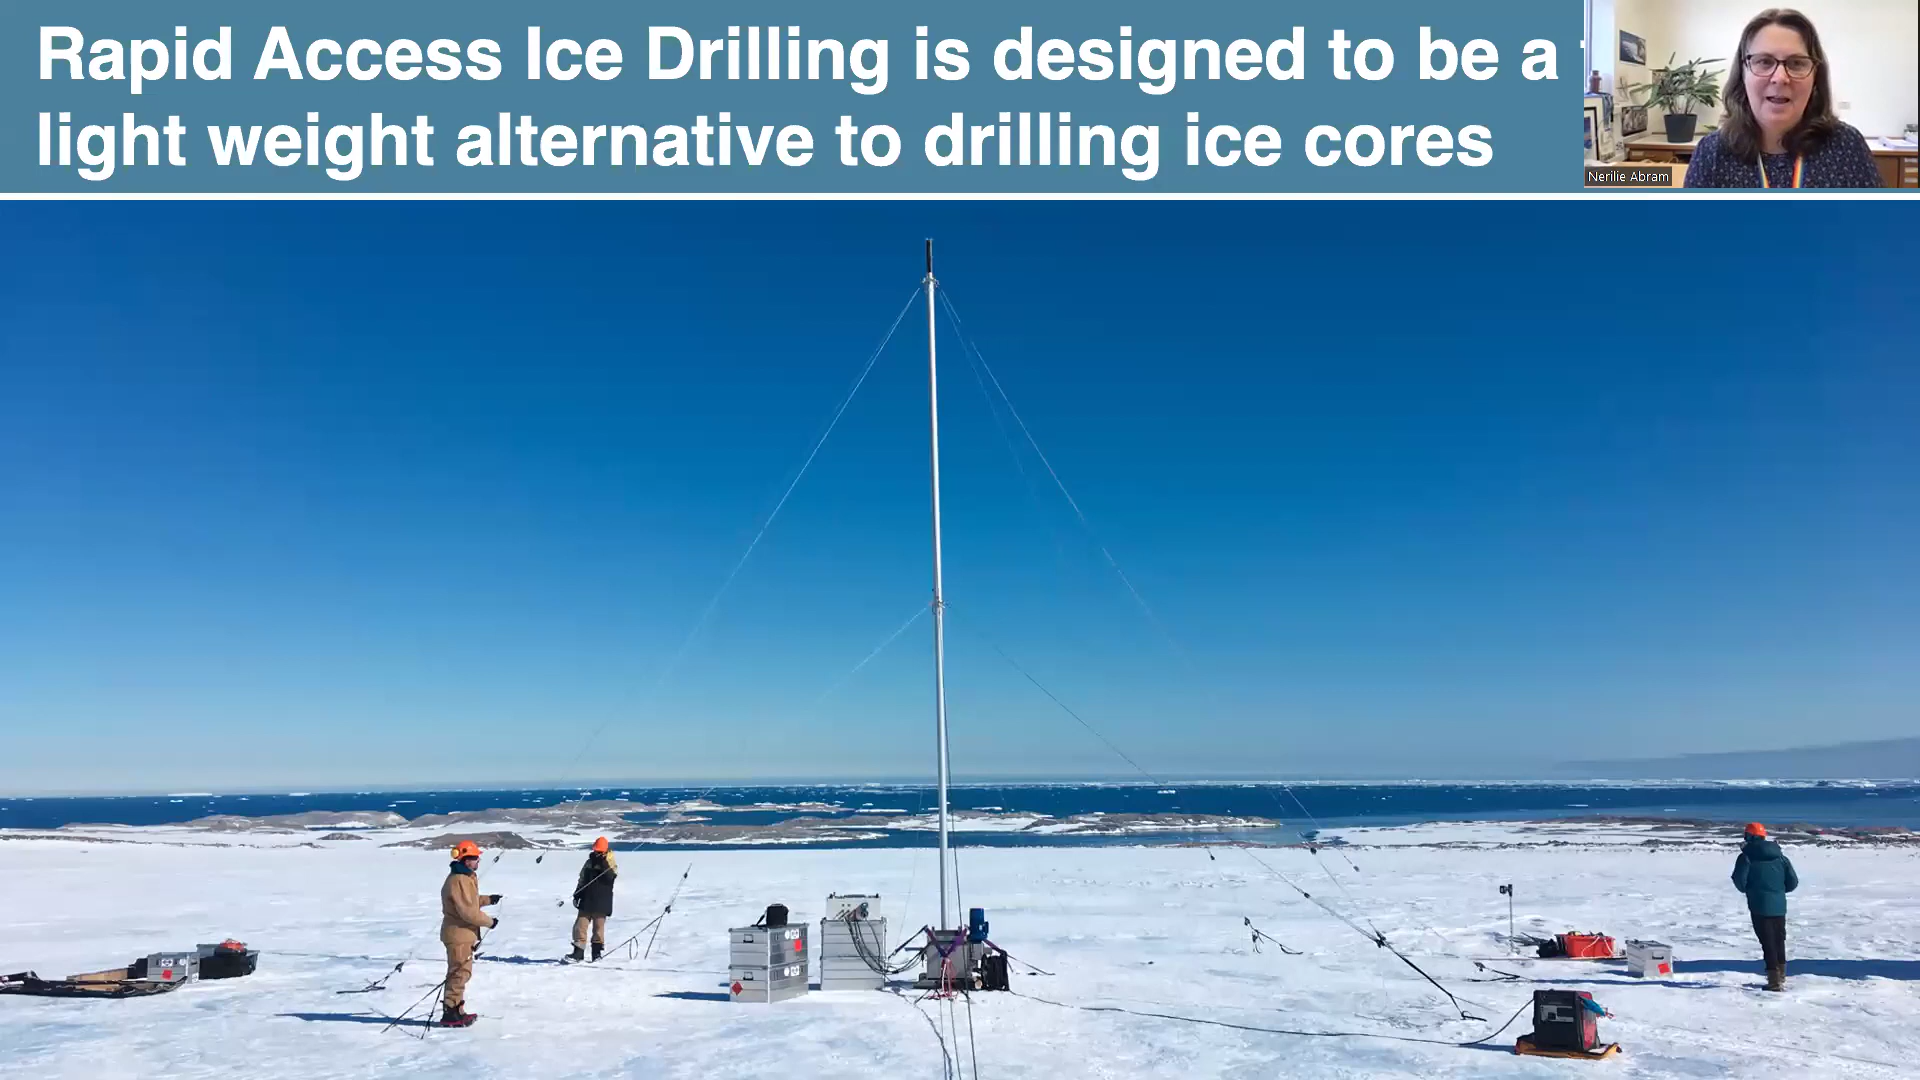 Rapid Access Ice Drilling is designed to be a
light weight alternative to drilling ice cores
Nerilie Abram